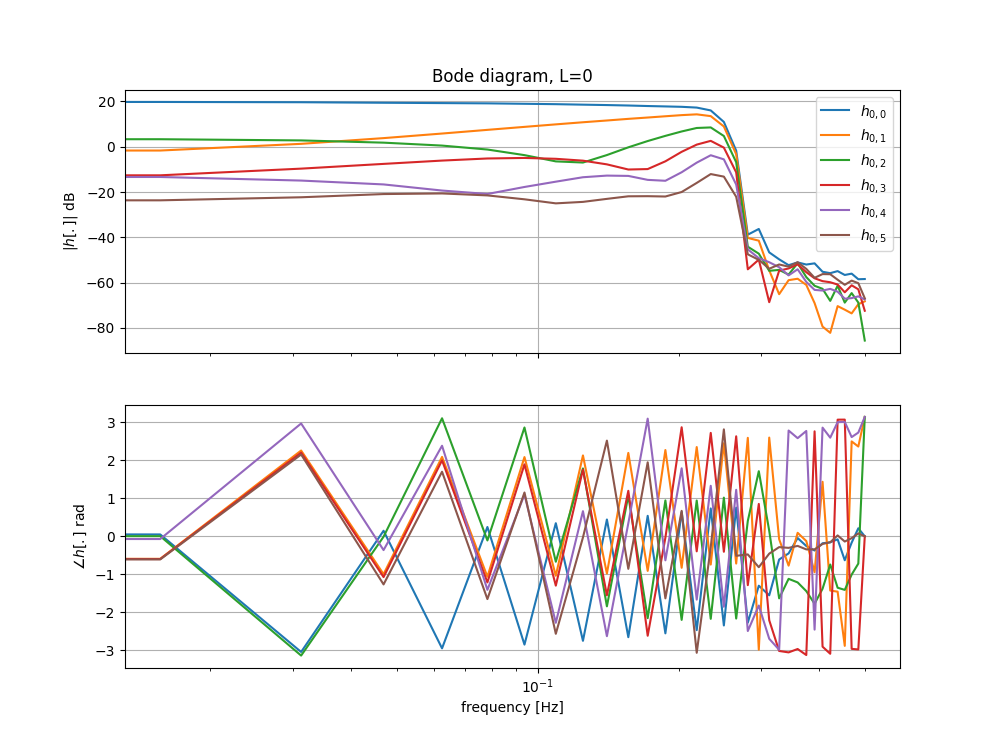 Bode diagram, L=0
|h[.]| dB
20
0
−20
−40
−60
−80
h0,0
h0,1
h0,2
h0,3
h0,4
h0,5
∠h[.] rad
3
2
1
0
−1
−2
−3
10−1
frequency [Hz]